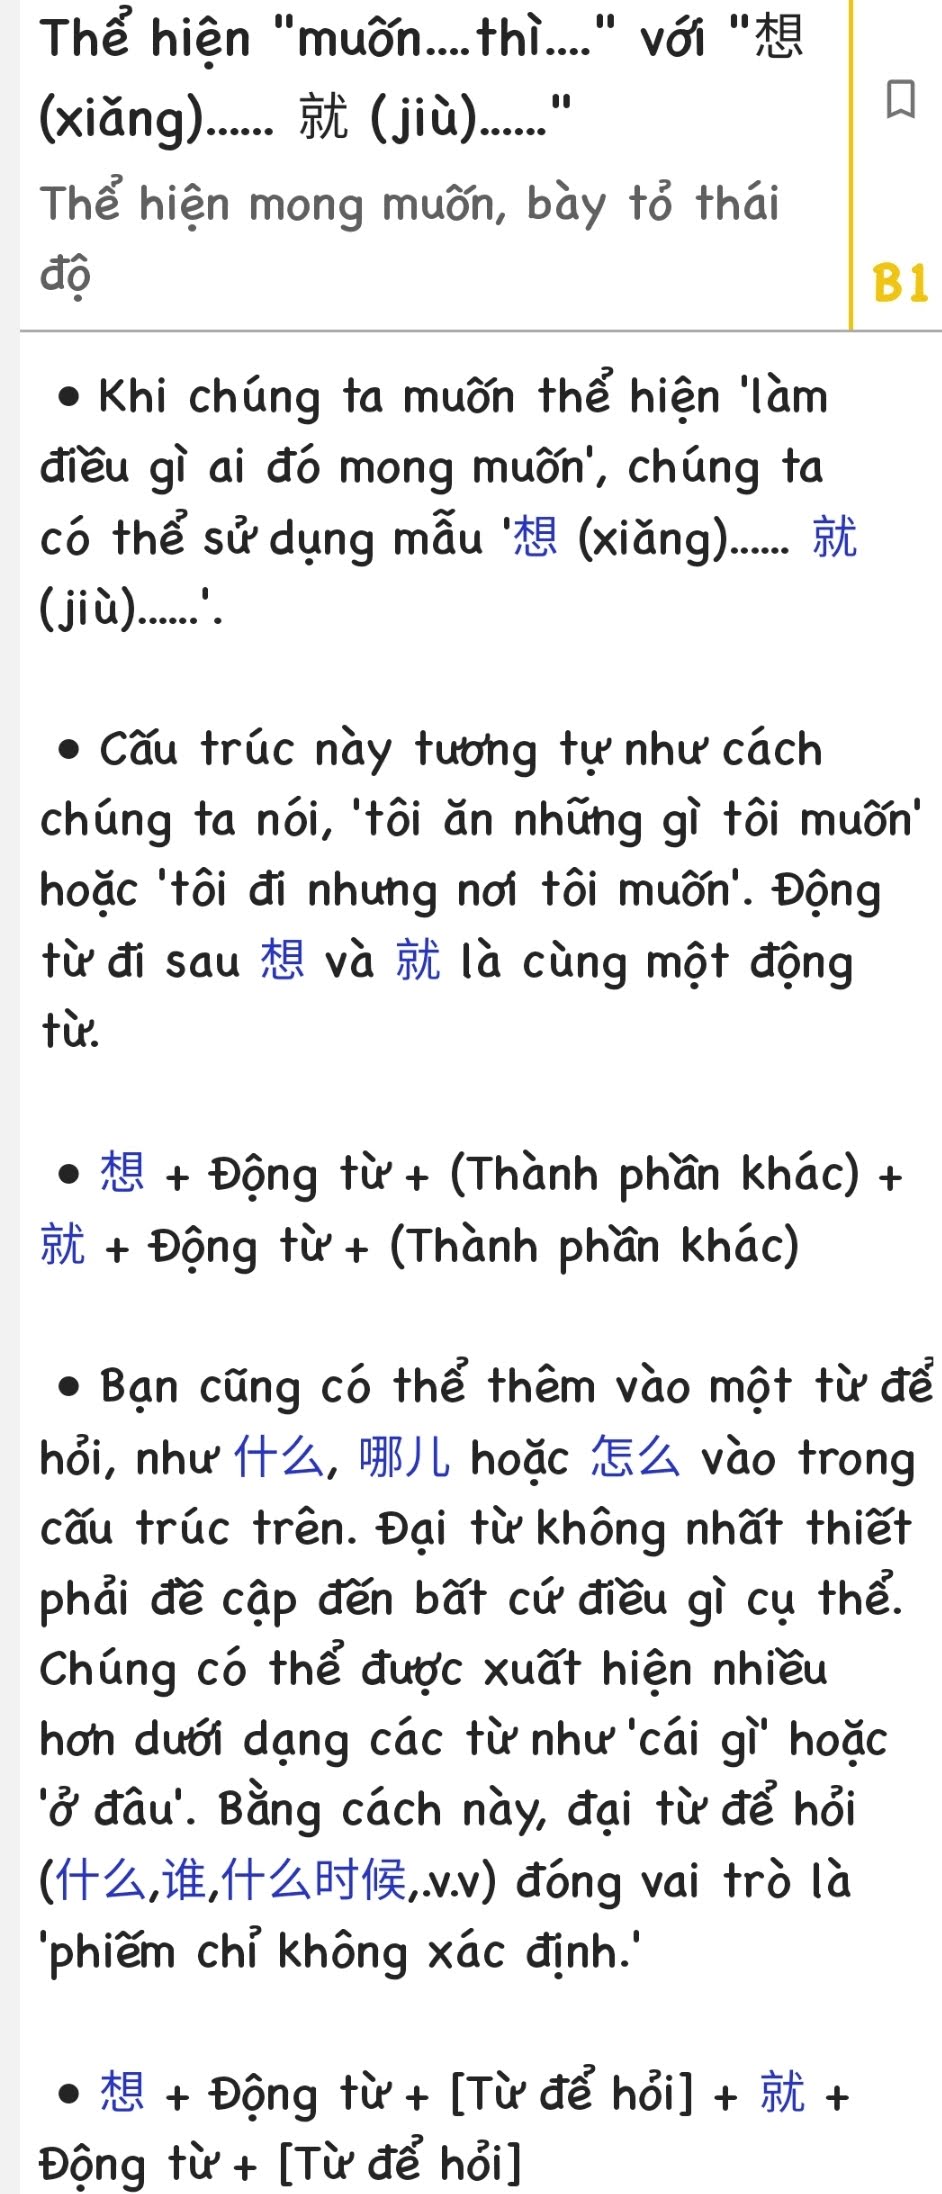 Thể hiện "muốn....thì...." với "想
(xiǎng)...... 就 (jiù)......"
Thể hiện mong muốn, bày tỏ thái
độ
B1
• Khi chúng ta muốn thể hiện 'làm
điều gì ai đó mong muốn', chúng ta
có thể sử dụng mẫu '想 (xiǎng)...... 就
(jiù)......'.
• Cấu trúc này tương tự như cách
chúng ta nói, 'tôi ăn những gì tôi muốn'
hoặc 'tôi đi nhưng nơi tôi muốn'. Động
từ đi sau 想 và 就 là cùng một động
từ.
• 想 + Động từ + (Thành phần khác) +
就 + Động từ + (Thành phần khác)
• Bạn cũng có thể thêm vào một từ để
hỏi, như 什么, 哪儿 hoặc 怎么 vào trong
cấu trúc trên. Đại từ không nhất thiết
phải đề cập đến bất cứ điều gì cụ thể.
Chúng có thể được xuất hiện nhiều
hơn dưới dạng các từ như 'cái gì' hoặc
'ở đâu'. Bằng cách này, đại từ để hỏi
(什么,谁,什么时候,.v.v) đóng vai trò là
'phiếm chỉ không xác định.'
• 想 + Động từ + [Từ để hỏi] + 就 +
Động từ + [Từ để hỏi]